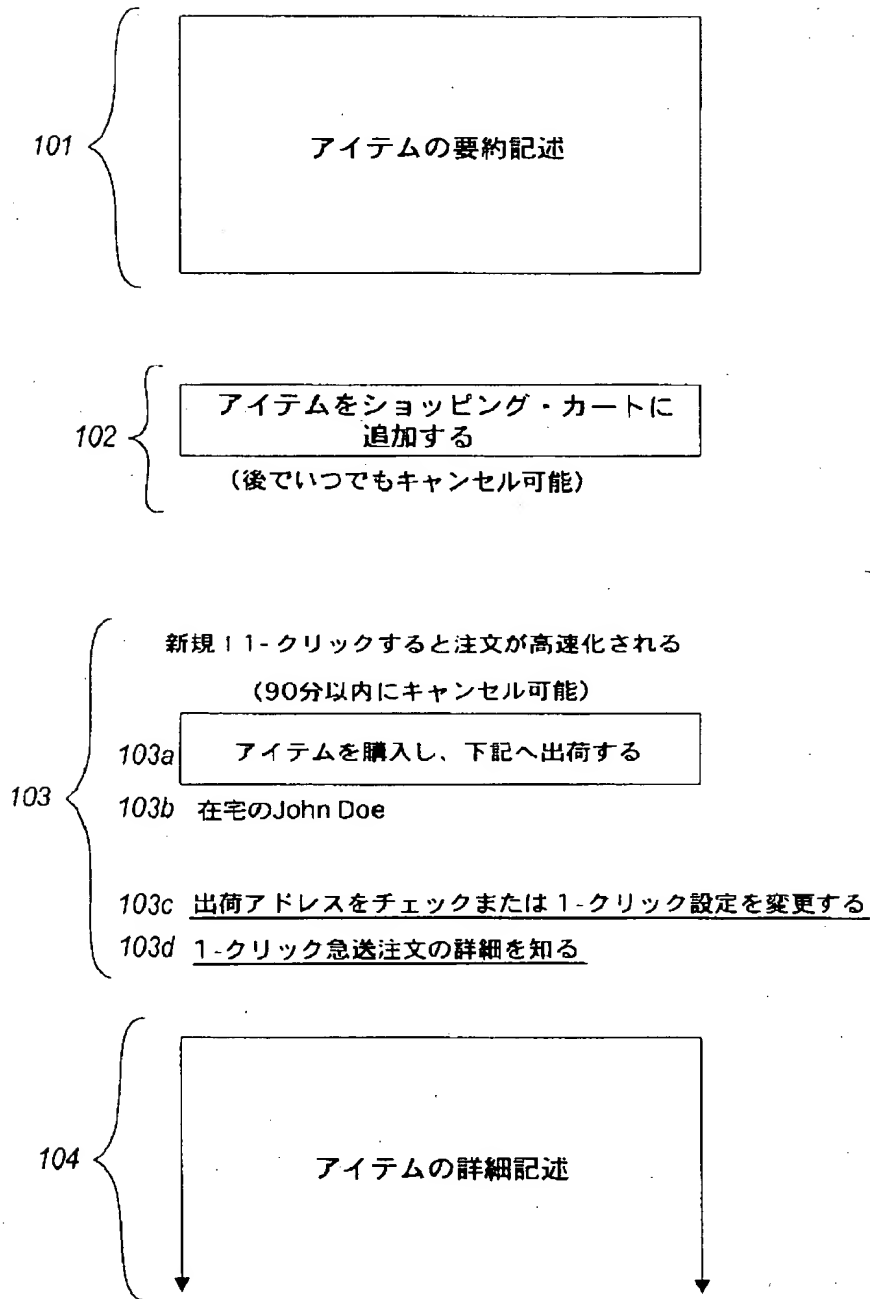 101
アイテムの要約記述
102
アイテムをショッピング・カートに
追加する
(後でいつでもキャンセル可能)
103
新規！1-クリックすると注文が高速化される
(90分以内にキャンセル可能)
103a アイテムを購入し、下記へ出荷する
103b 在宅のJohn Doe
103c 出荷アドレスをチェックまたは1-クリック設定を変更する
103d 1-クリック急送注文の詳細を知る
104
アイテムの詳細記述